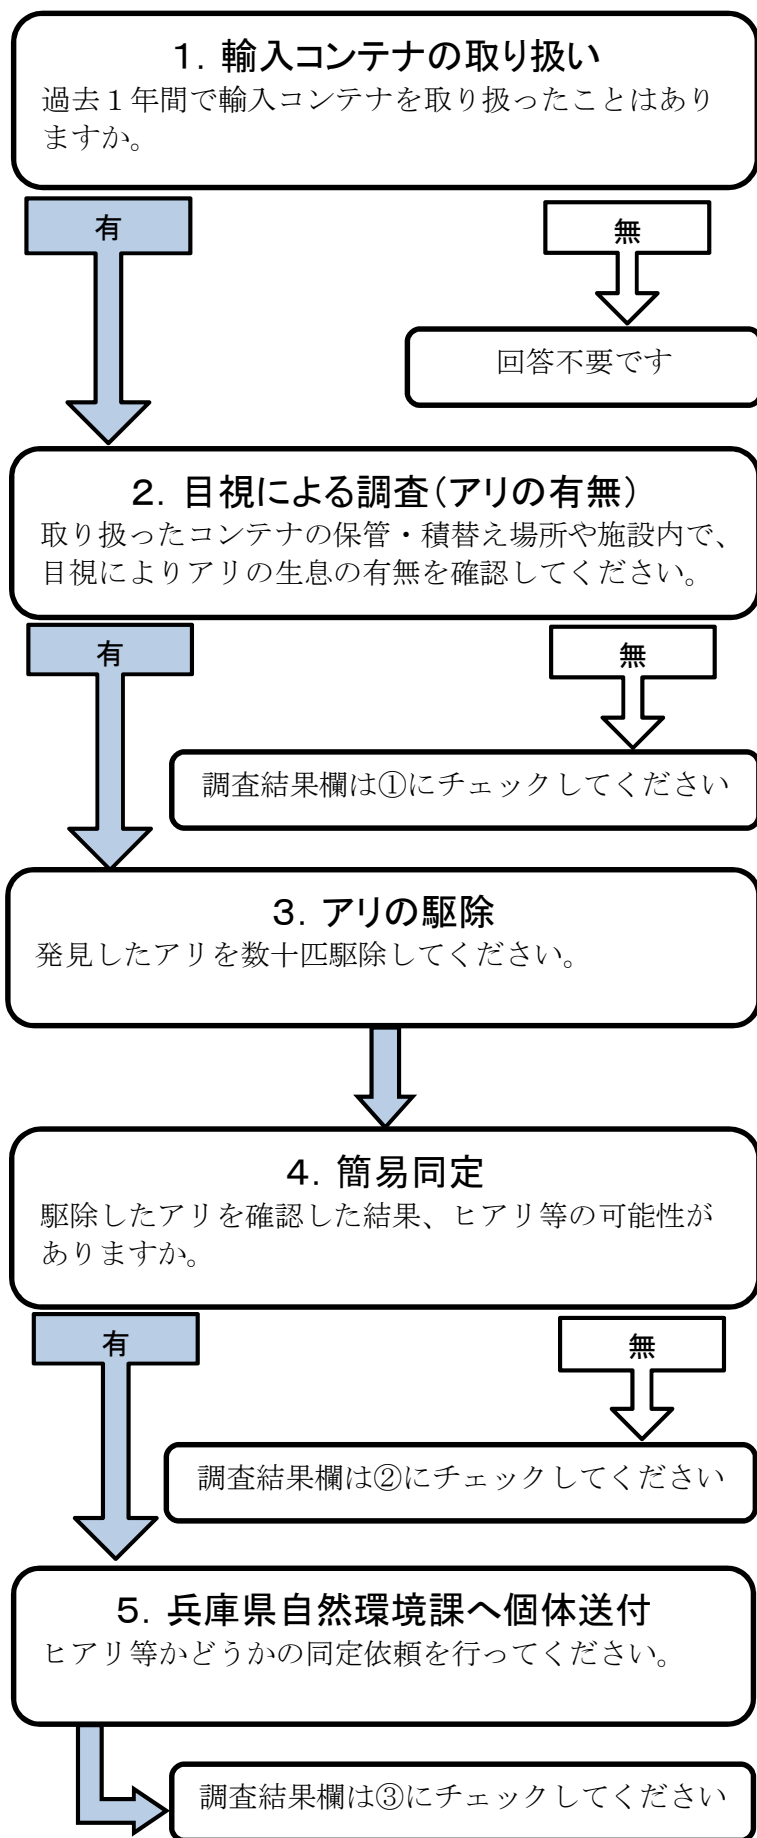 1．輸入コンテナの取り扱い
過去１年間で輸入コンテナを取り扱ったことはあり
ますか。
有
無
回答不要です
2．目視による調査（アリの有無）
取り扱ったコンテナの保管・積替え場所や施設内で、
目視によりアリの生息の有無を確認してください。
有
無
調査結果欄は①にチェックしてください
3．アリの駆除
発見したアリを数十匹駆除してください。
4．簡易同定
駆除したアリを確認した結果、ヒアリ等の可能性が
ありますか。
有
無
調査結果欄は②にチェックしてください
5．兵庫県自然環境課へ個体送付
ヒアリ等かどうかの同定依頼を行ってください。
調査結果欄は③にチェックしてください